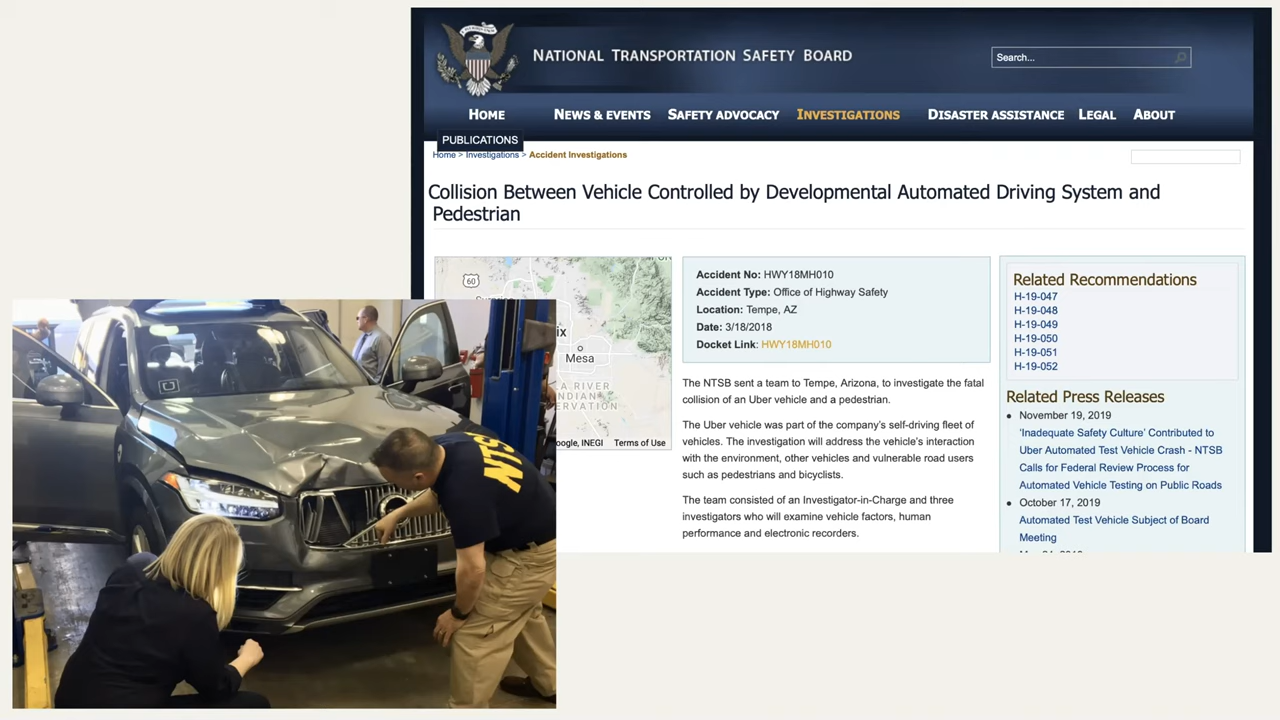 NATIONAL TRANSPORTATION SAFETY BOARD
Search...
HOME NEWS & EVENTS SAFETY ADVOCACY INVESTIGATIONS DISASTER ASSISTANCE LEGAL ABOUT
PUBLICATIONS
Home > Investigations > Accident Investigations
Collision Between Vehicle Controlled by Developmental Automated Driving System and
Pedestrian
60
Mesa
A RIVER
NDIAN
ERVATION
oogle, INEGI Terms of Use
Accident No: HWY18MH010
Accident Type: Office of Highway Safety
Location: Tempe, AZ
Date: 3/18/2018
Docket Link: HWY18MH010
The NTSB sent a team to Tempe, Arizona, to investigate the fatal
collision of an Uber vehicle and a pedestrian.
The Uber vehicle was part of the company's self-driving fleet of
vehicles. The investigation will address the vehicle's interaction
with the environment, other vehicles and vulnerable road users
such as pedestrians and bicyclists.
The team consisted of an Investigator-in-Charge and three
investigators who will examine vehicle factors, human
performance and electronic recorders.
Related Recommendations
H-19-047
H-19-048
H-19-049
H-19-050
H-19-051
H-19-052
Related Press Releases
November 19, 2019
'Inadequate Safety Culture' Contributed to
Uber Automated Test Vehicle Crash - NTSB
Calls for Federal Review Process for
Automated Vehicle Testing on Public Roads
October 17, 2019
Automated Test Vehicle Subject of Board
Meeting
NTS